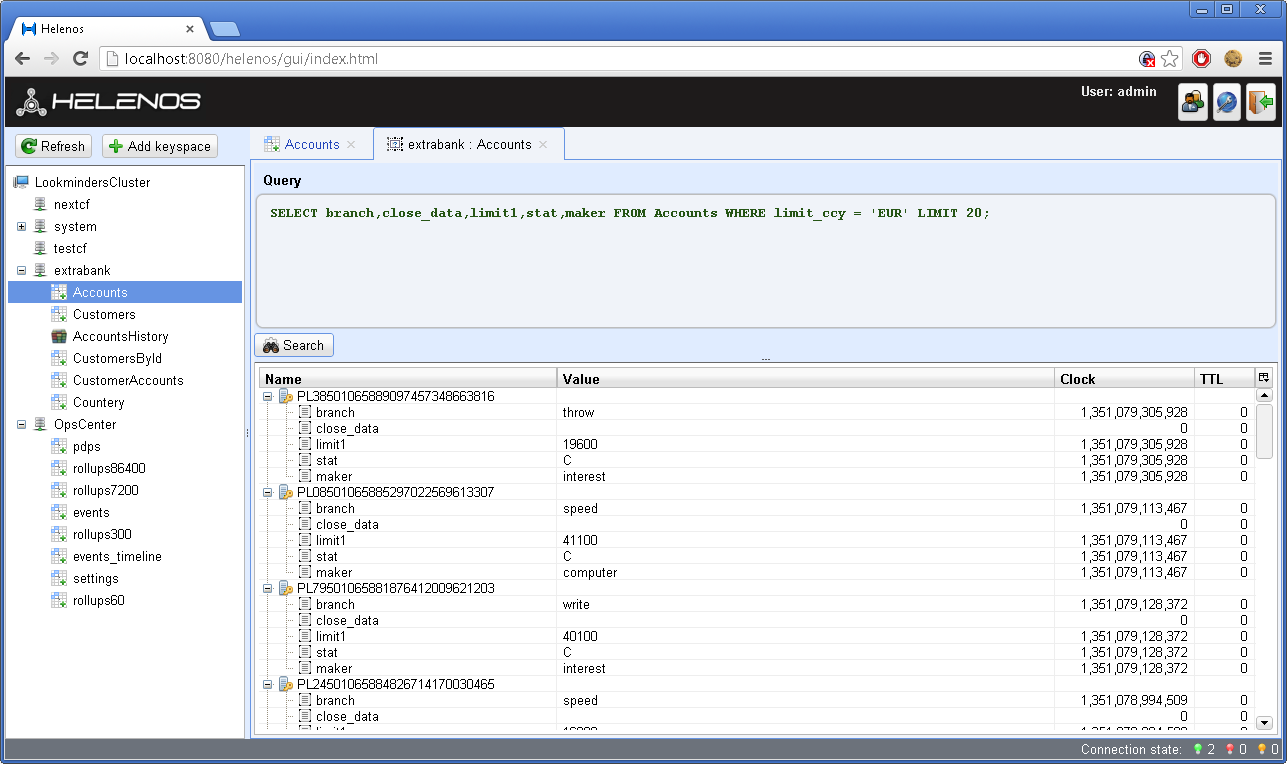 Helenos
localhost:8080/helenos/gui/index.html
HELENOS
User: admin
Refresh
Add keyspace
Accounts
extrabank : Accounts
LookmindersCluster
nextcf
system
testcf
extrabank
Accounts
Customers
AccountsHistory
CustomersById
CustomerAccounts
Countery
OpsCenter
pdps
rollups86400
rollups7200
events
rollups300
events_timeline
settings
rollups60
Query
SELECT branch,close_data,limit1,stat,maker FROM Accounts WHERE limit_ccy = 'EUR' LIMIT 20;
Search
Name Value Clock TTL
PL38501065889097457348663816
branch throw 1,351,079,305,928 0
close_data 0 0
limit1 19600 1,351,079,305,928 0
stat C 1,351,079,305,928 0
maker interest 1,351,079,305,928 0
PL08501065885297022569613307
branch speed 1,351,079,113,467 0
close_data 0 0
limit1 41100 1,351,079,113,467 0
stat C 1,351,079,113,467 0
maker computer 1,351,079,113,467 0
PL79501065881876412009621203
branch write 1,351,079,128,372 0
close_data 0 0
limit1 40100 1,351,079,128,372 0
stat C 1,351,079,128,372 0
maker interest 1,351,079,128,372 0
PL24501065884826714170030465
branch speed 1,351,078,994,509 0
close_data 0 0
Connection state: 2 0 0